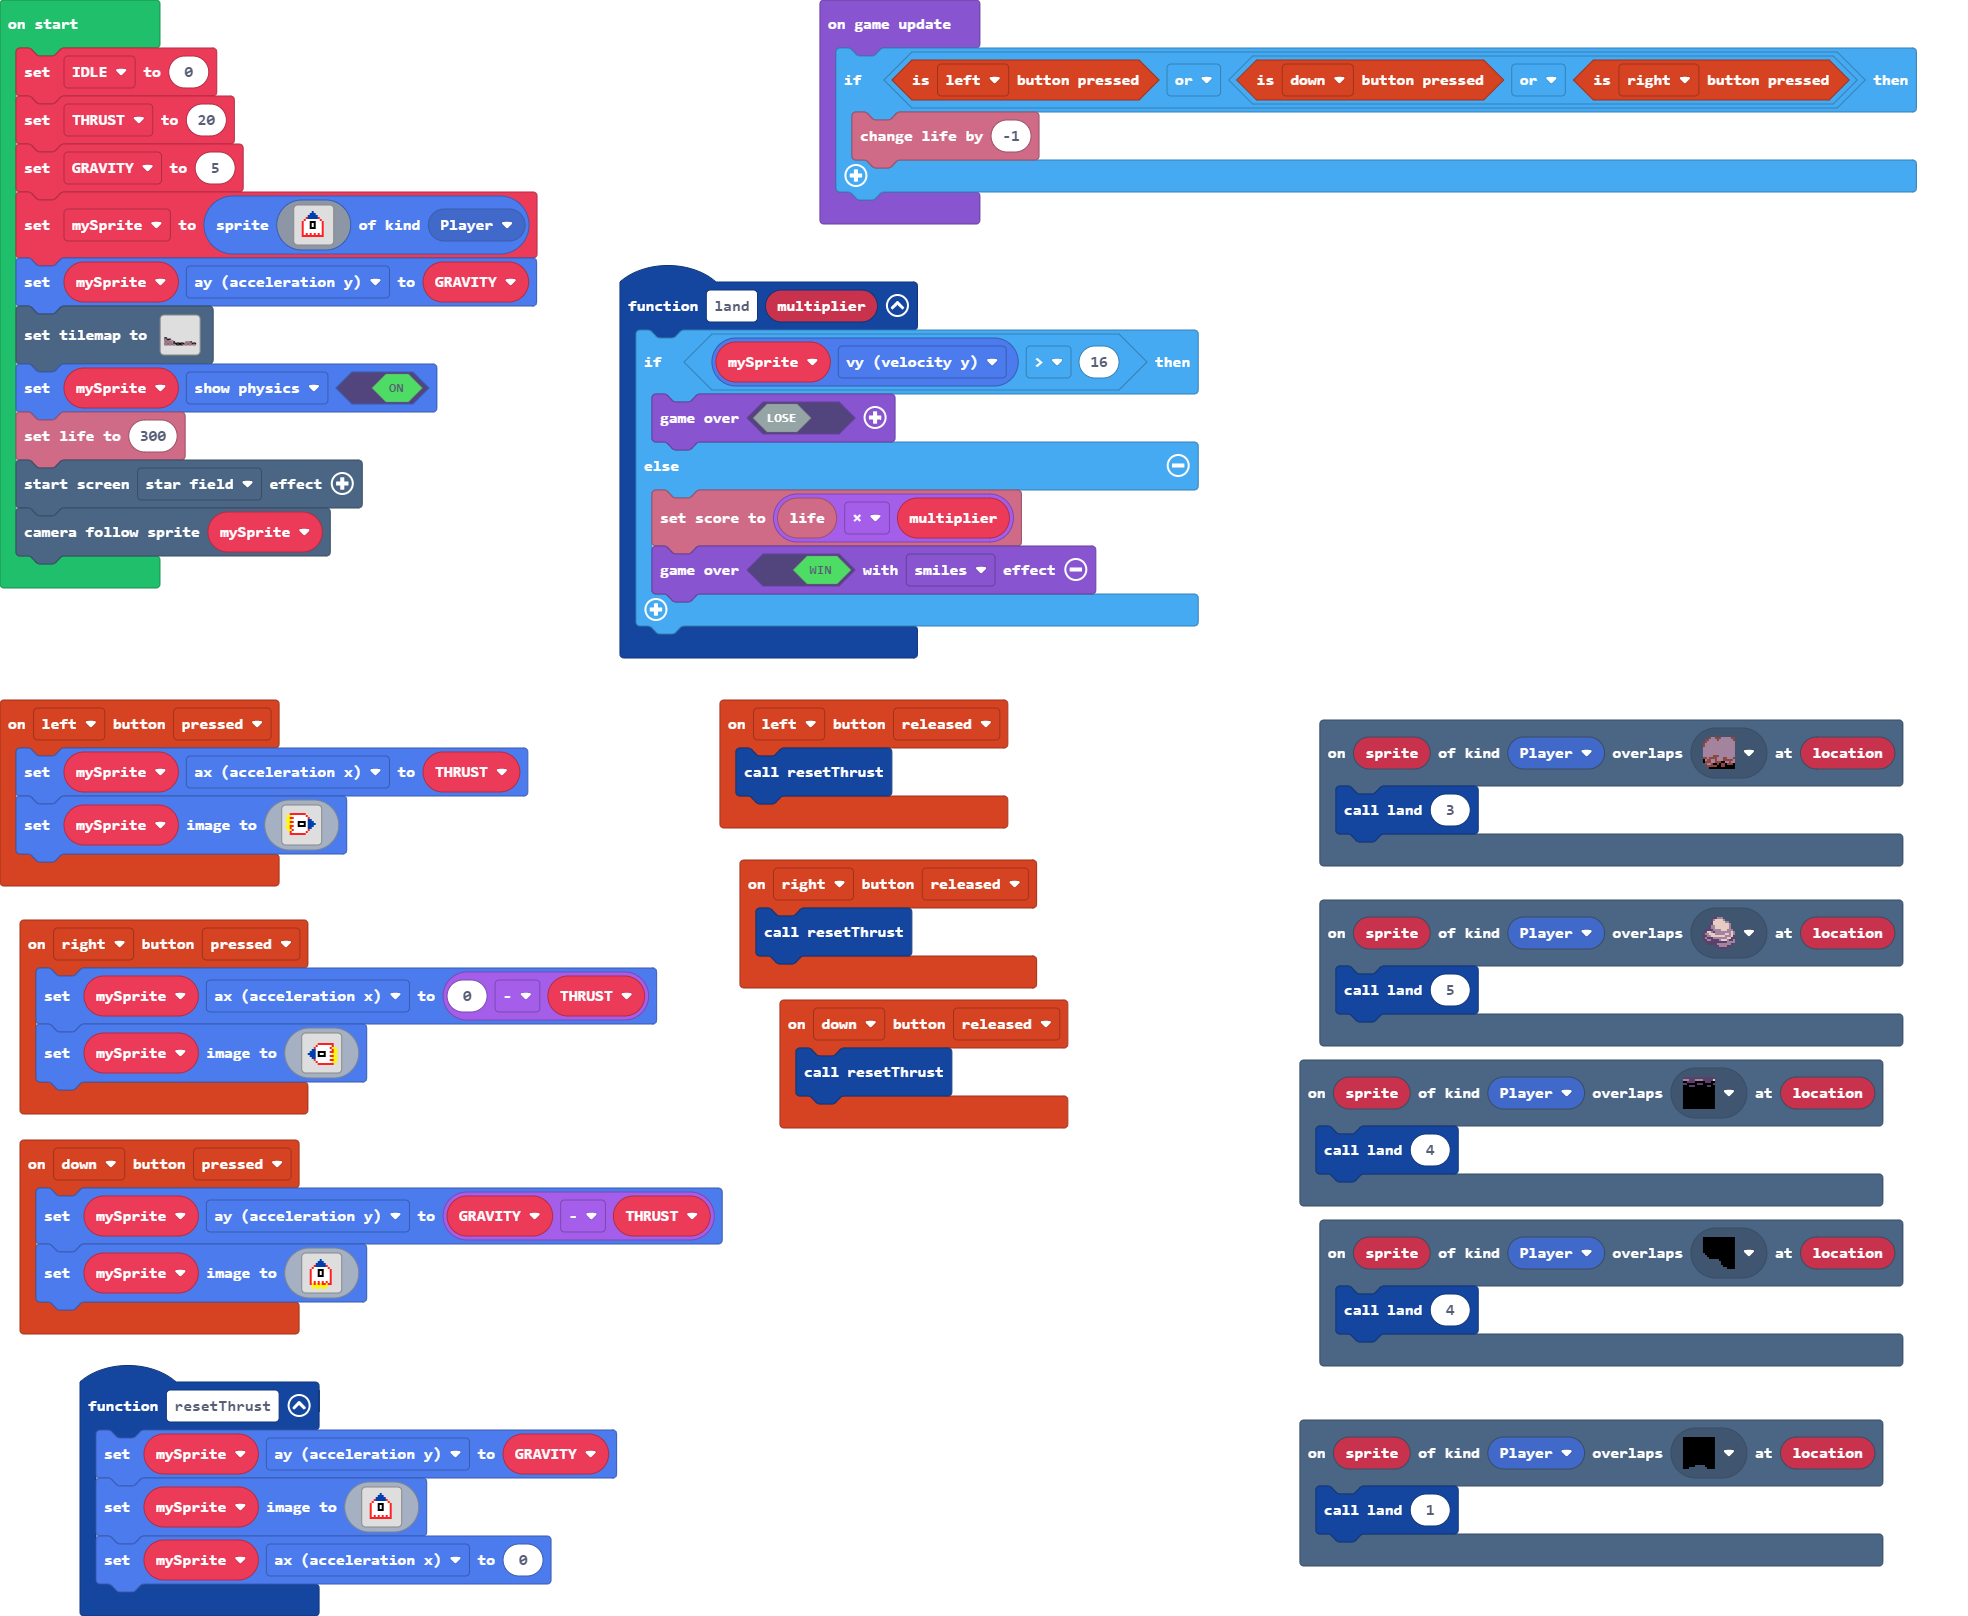 on start
set IDLE to 0
set THRUST to 20
set GRAVITY to 5
set mySprite to sprite of kind Player
set mySprite ay (acceleration y) to GRAVITY
set tilemap to
set mySprite show physics ON
set life to 300
start screen star field effect
camera follow sprite mySprite
on game update
if is left button pressed or is down button pressed or is right button pressed then
change life by -1
function land multiplier
if mySprite vy (velocity y) > 16 then
game over LOSE
else
set score to life × multiplier
game over WIN with smiles effect
on left button pressed
set mySprite ax (acceleration x) to THRUST
set mySprite image to
on right button pressed
set mySprite ax (acceleration x) to 0 - THRUST
set mySprite image to
on down button pressed
set mySprite ay (acceleration y) to GRAVITY - THRUST
set mySprite image to
function resetThrust
set mySprite ay (acceleration y) to GRAVITY
set mySprite image to
set mySprite ax (acceleration x) to 0
on left button released
call resetThrust
on right button released
call resetThrust
on down button released
call resetThrust
on sprite of kind Player overlaps at location
call land 3
on sprite of kind Player overlaps at location
call land 5
on sprite of kind Player overlaps at location
call land 4
on sprite of kind Player overlaps at location
call land 4
on sprite of kind Player overlaps at location
call land 1